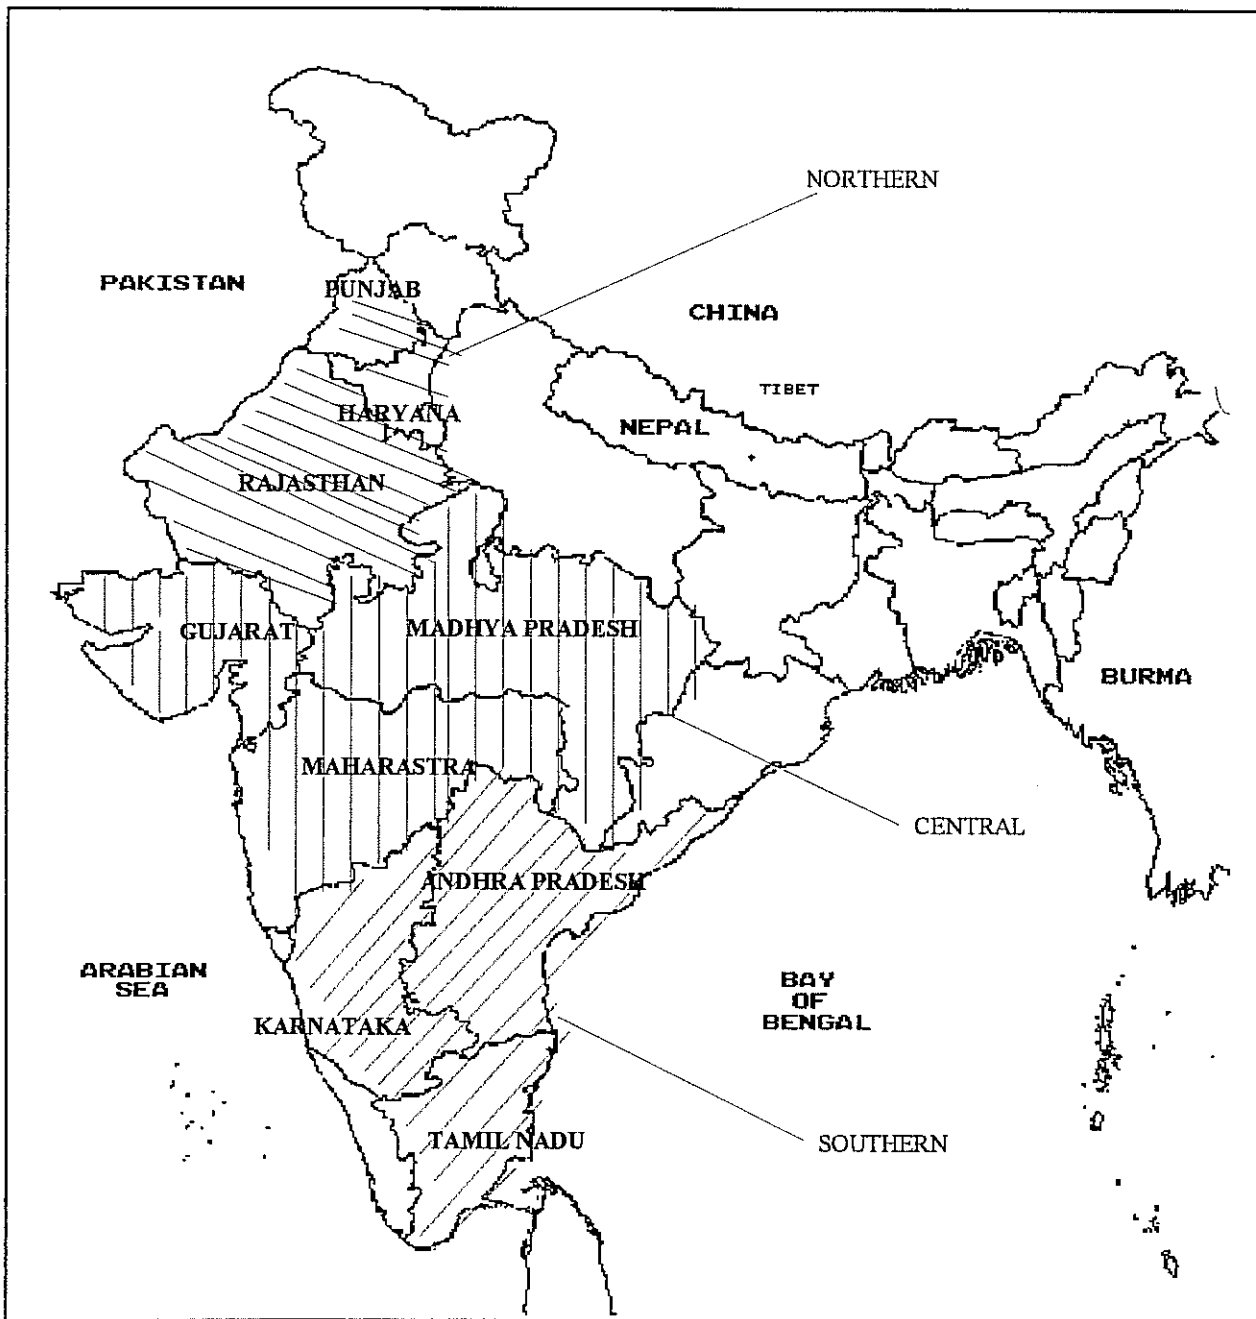 NORTHERN
PAKISTAN
PUNJAB
CHINA
TIBET
HARYANA
NEPAL
RAJASTHAN
GUJARAT
MADHYA PRADESH
BURMA
MAHARASTRA
CENTRAL
ANDHRA PRADESH
ARABIAN
SEA
BAY
OF
BENGAL
KARNATAKA
TAMIL NADU
SOUTHERN